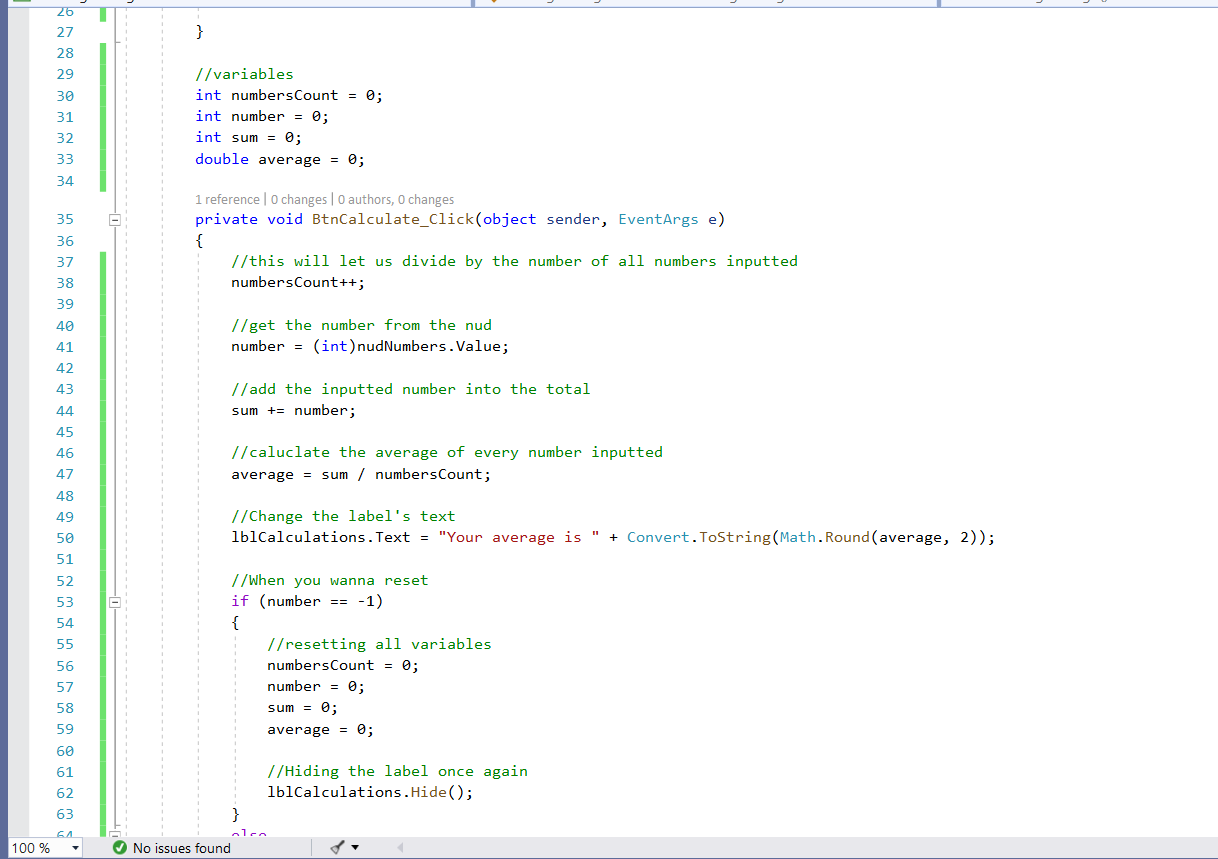 26
27 }
28
29 //variables
30 int numbersCount = 0;
31 int number = 0;
32 int sum = 0;
33 double average = 0;
34
1 reference | 0 changes | 0 authors, 0 changes
35 private void BtnCalculate_Click(object sender, EventArgs e)
36 {
37 //this will let us divide by the number of all numbers inputted
38 numbersCount++;
39
40 //get the number from the nud
41 number = (int)nudNumbers.Value;
42
43 //add the inputted number into the total
44 sum += number;
45
46 //caluclate the average of every number inputted
47 average = sum / numbersCount;
48
49 //Change the label's text
50 lblCalculations.Text = "Your average is " + Convert.ToString(Math.Round(average, 2));
51
52 //When you wanna reset
53 if (number == -1)
54 {
55 //resetting all variables
56 numbersCount = 0;
57 number = 0;
58 sum = 0;
59 average = 0;
60
61 //Hiding the label once again
62 lblCalculations.Hide();
63 }
64 else
100 % No issues found